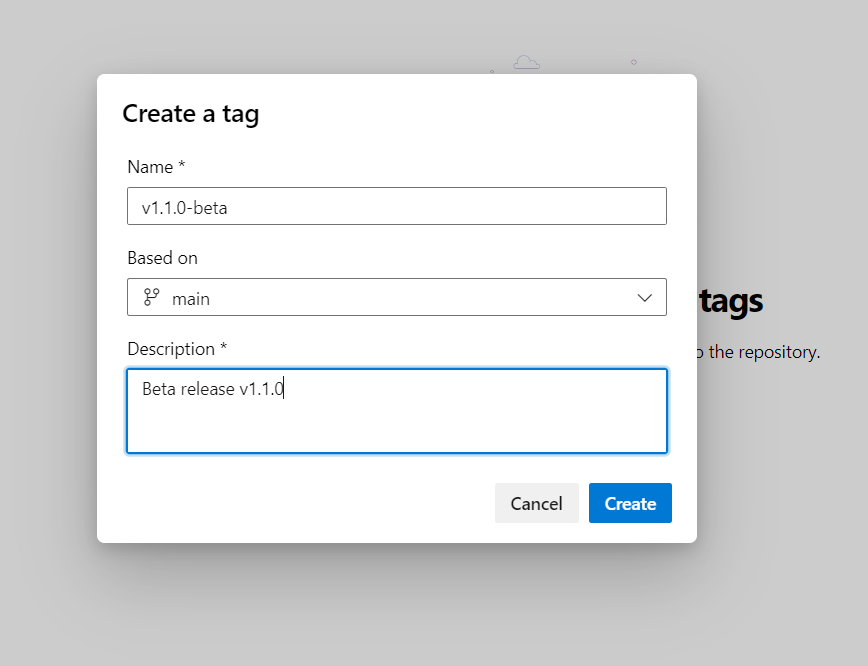 Create a tag
Name *
v1.1.0-beta
Based on
main
tags
Description *
o the repository.
Beta release v1.1.0
Cancel
Create